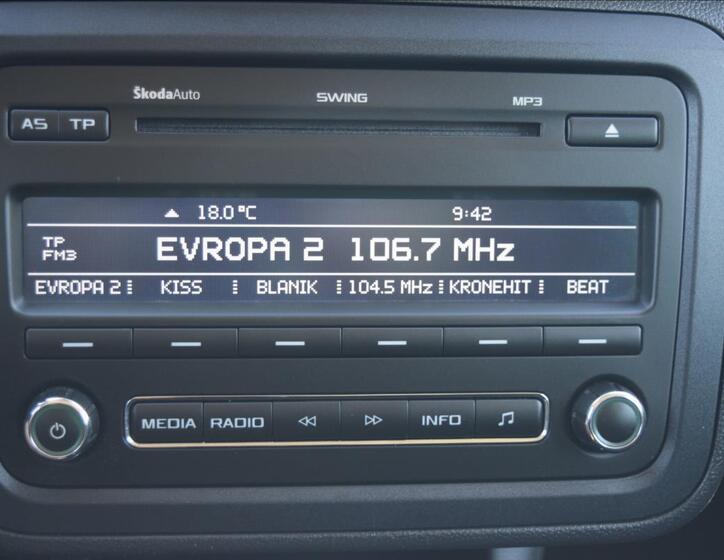 ŠkodaAuto SWING MP3
AS TP
18.0 °C 9:42
TP
FM3
EVROPA 2 106.7 MHz
EVROPA 2 KISS BLANIK 104.5 MHz KRONEHIT BEAT
MEDIA RADIO INFO